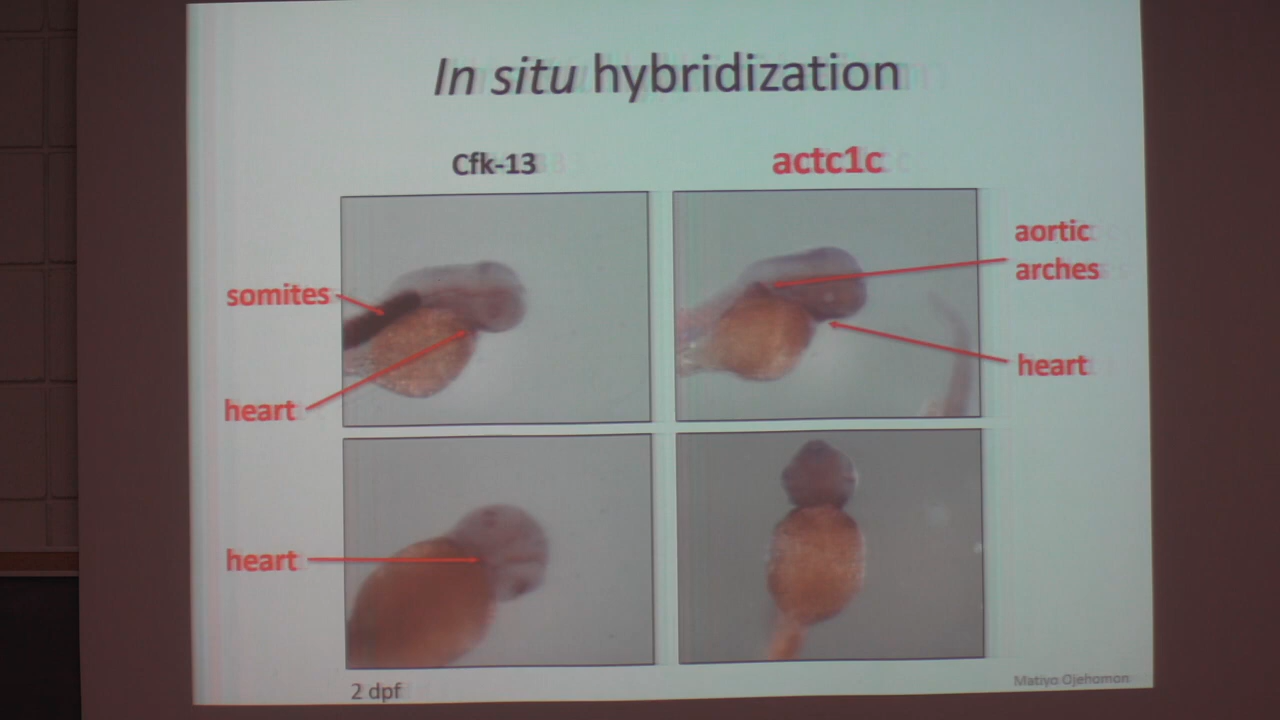 In situ hybridization
Cfk-13
actc1c
somites
heart
aortic
arches
heart
heart
2 dpf
Matiyo Ojehomon